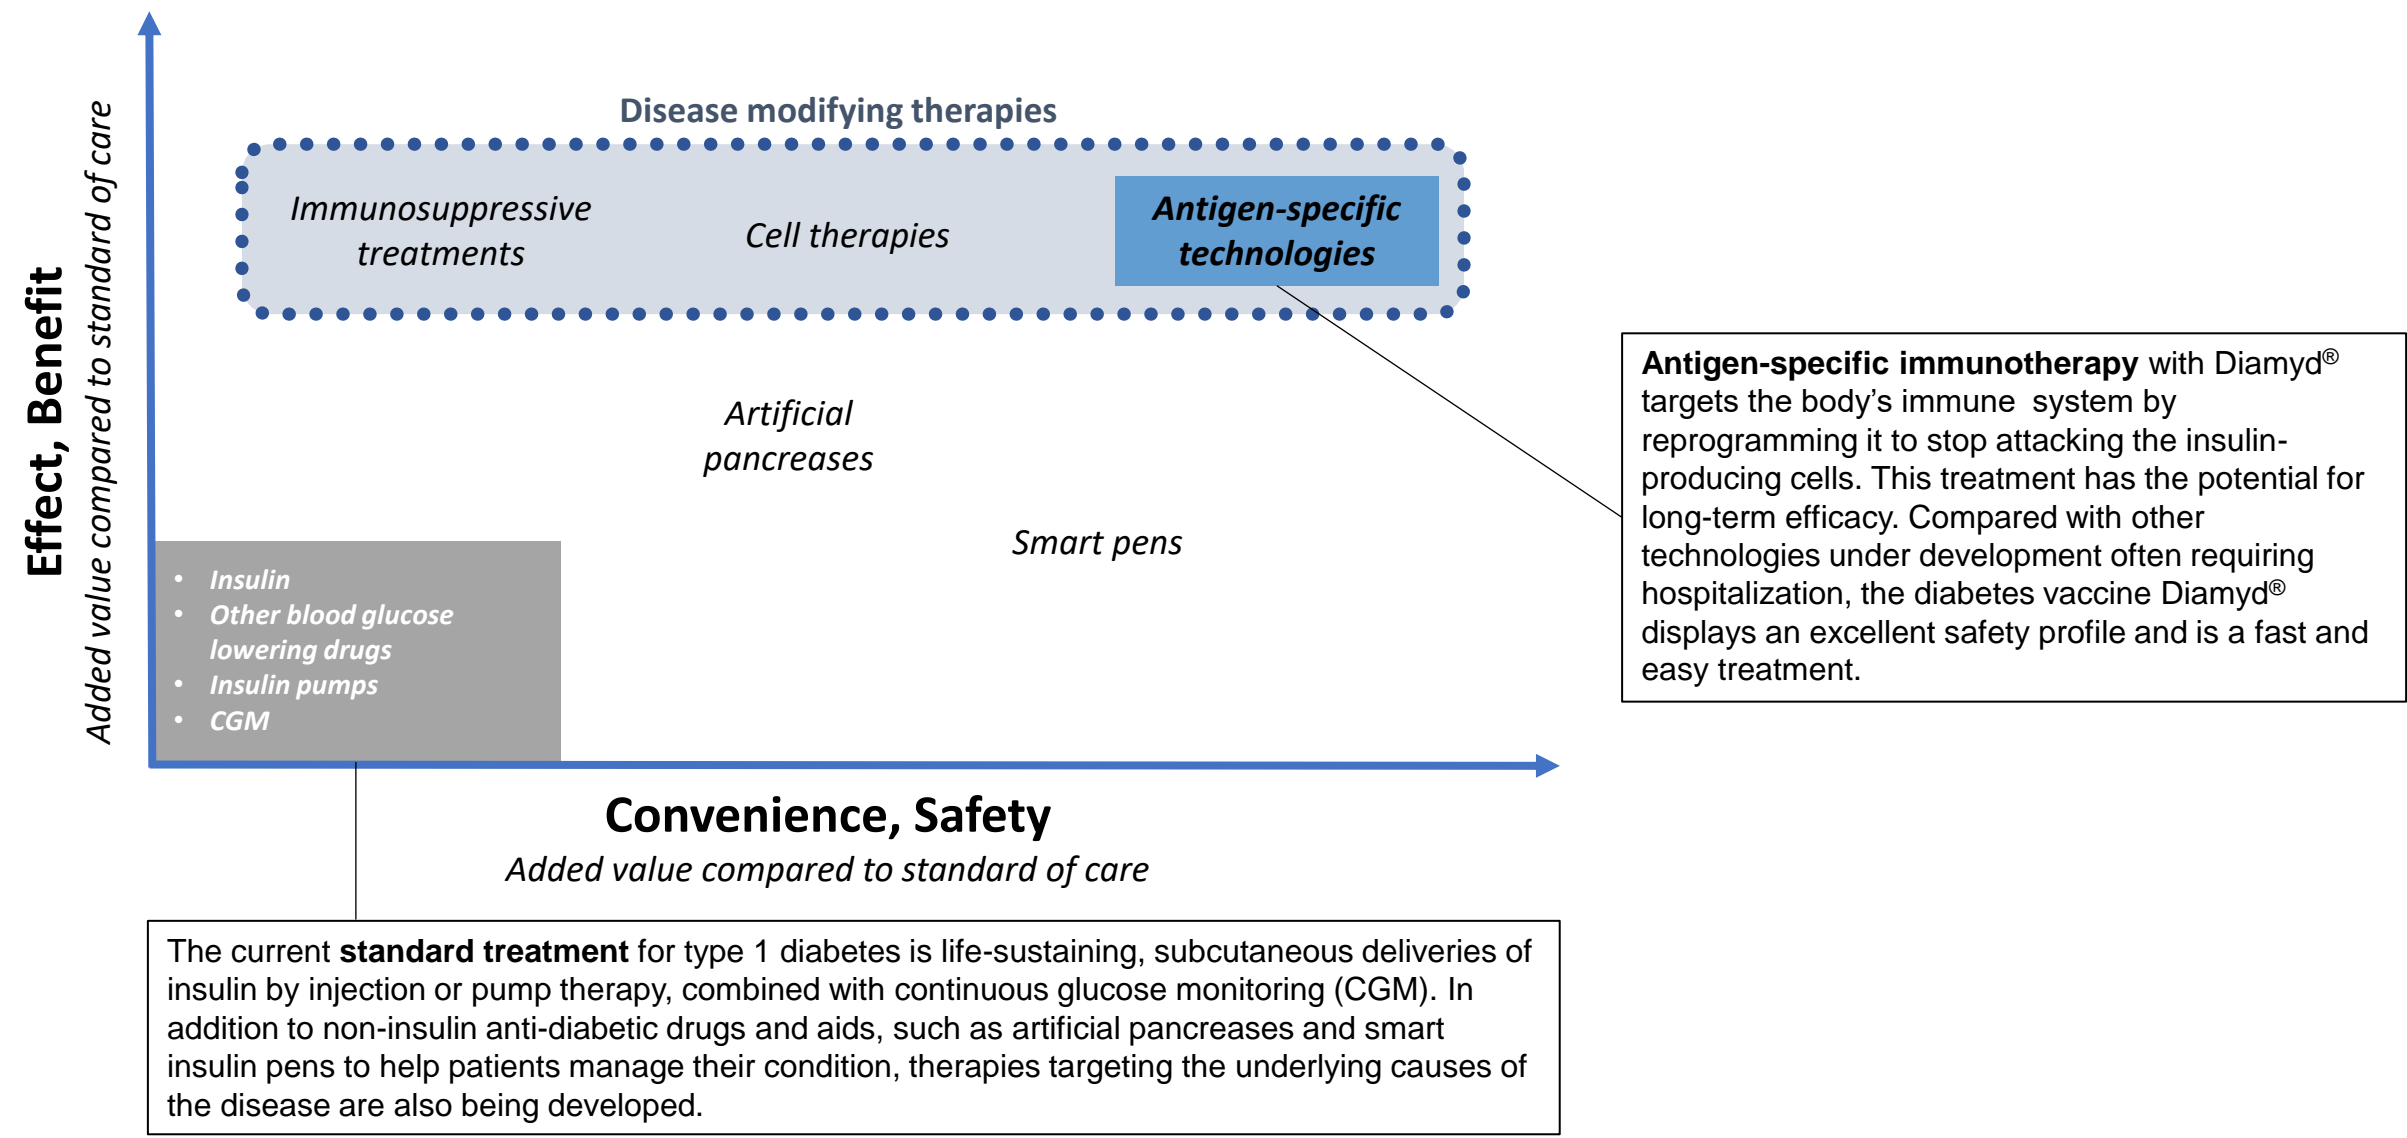 Effect, Benefit
Added value compared to standard of care
Disease modifying therapies
Immunosuppressive
treatments
Cell therapies
Antigen-specific
technologies
Artificial
pancreases
Smart pens
• Insulin
• Other blood glucose
lowering drugs
• Insulin pumps
• CGM
Antigen-specific immunotherapy with Diamyd®
targets the body’s immune system by
reprogramming it to stop attacking the insulin-
producing cells. This treatment has the potential for
long-term efficacy. Compared with other
technologies under development often requiring
hospitalization, the diabetes vaccine Diamyd®
displays an excellent safety profile and is a fast and
easy treatment.
Convenience, Safety
Added value compared to standard of care
The current standard treatment for type 1 diabetes is life-sustaining, subcutaneous deliveries of
insulin by injection or pump therapy, combined with continuous glucose monitoring (CGM). In
addition to non-insulin anti-diabetic drugs and aids, such as artificial pancreases and smart
insulin pens to help patients manage their condition, therapies targeting the underlying causes of
the disease are also being developed.